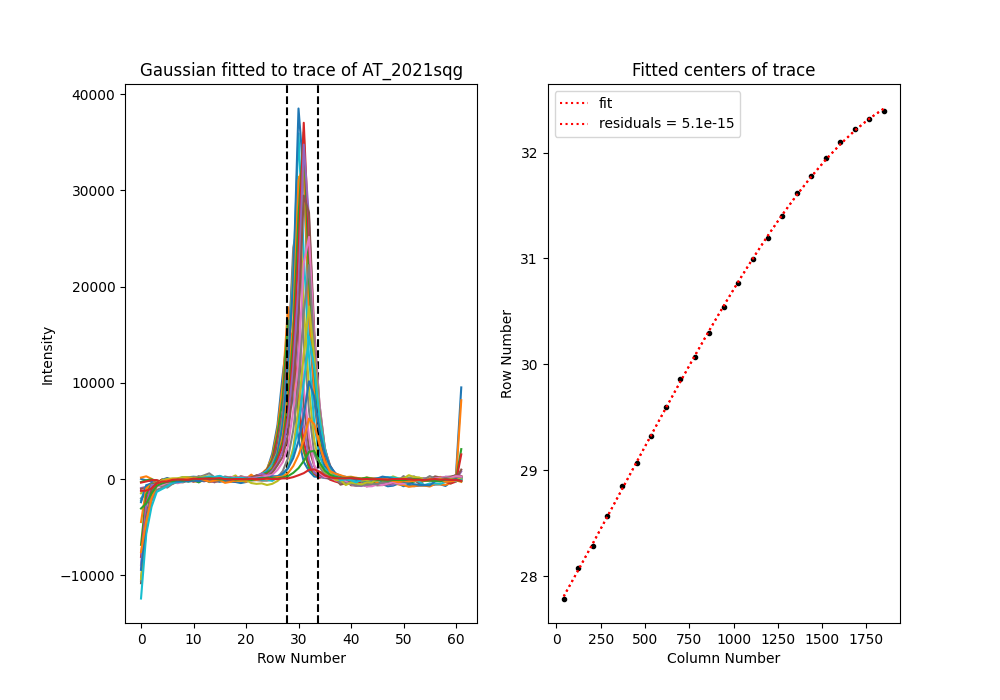 Gaussian fitted to trace of AT_2021sqg
Intensity
40000
30000
20000
10000
0
−10000
0 10 20 30 40 50 60
Row Number
Fitted centers of trace
fit
residuals = 5.1e-15
Row Number
32
31
30
29
28
0 250 500 750 1000 1250 1500 1750
Column Number